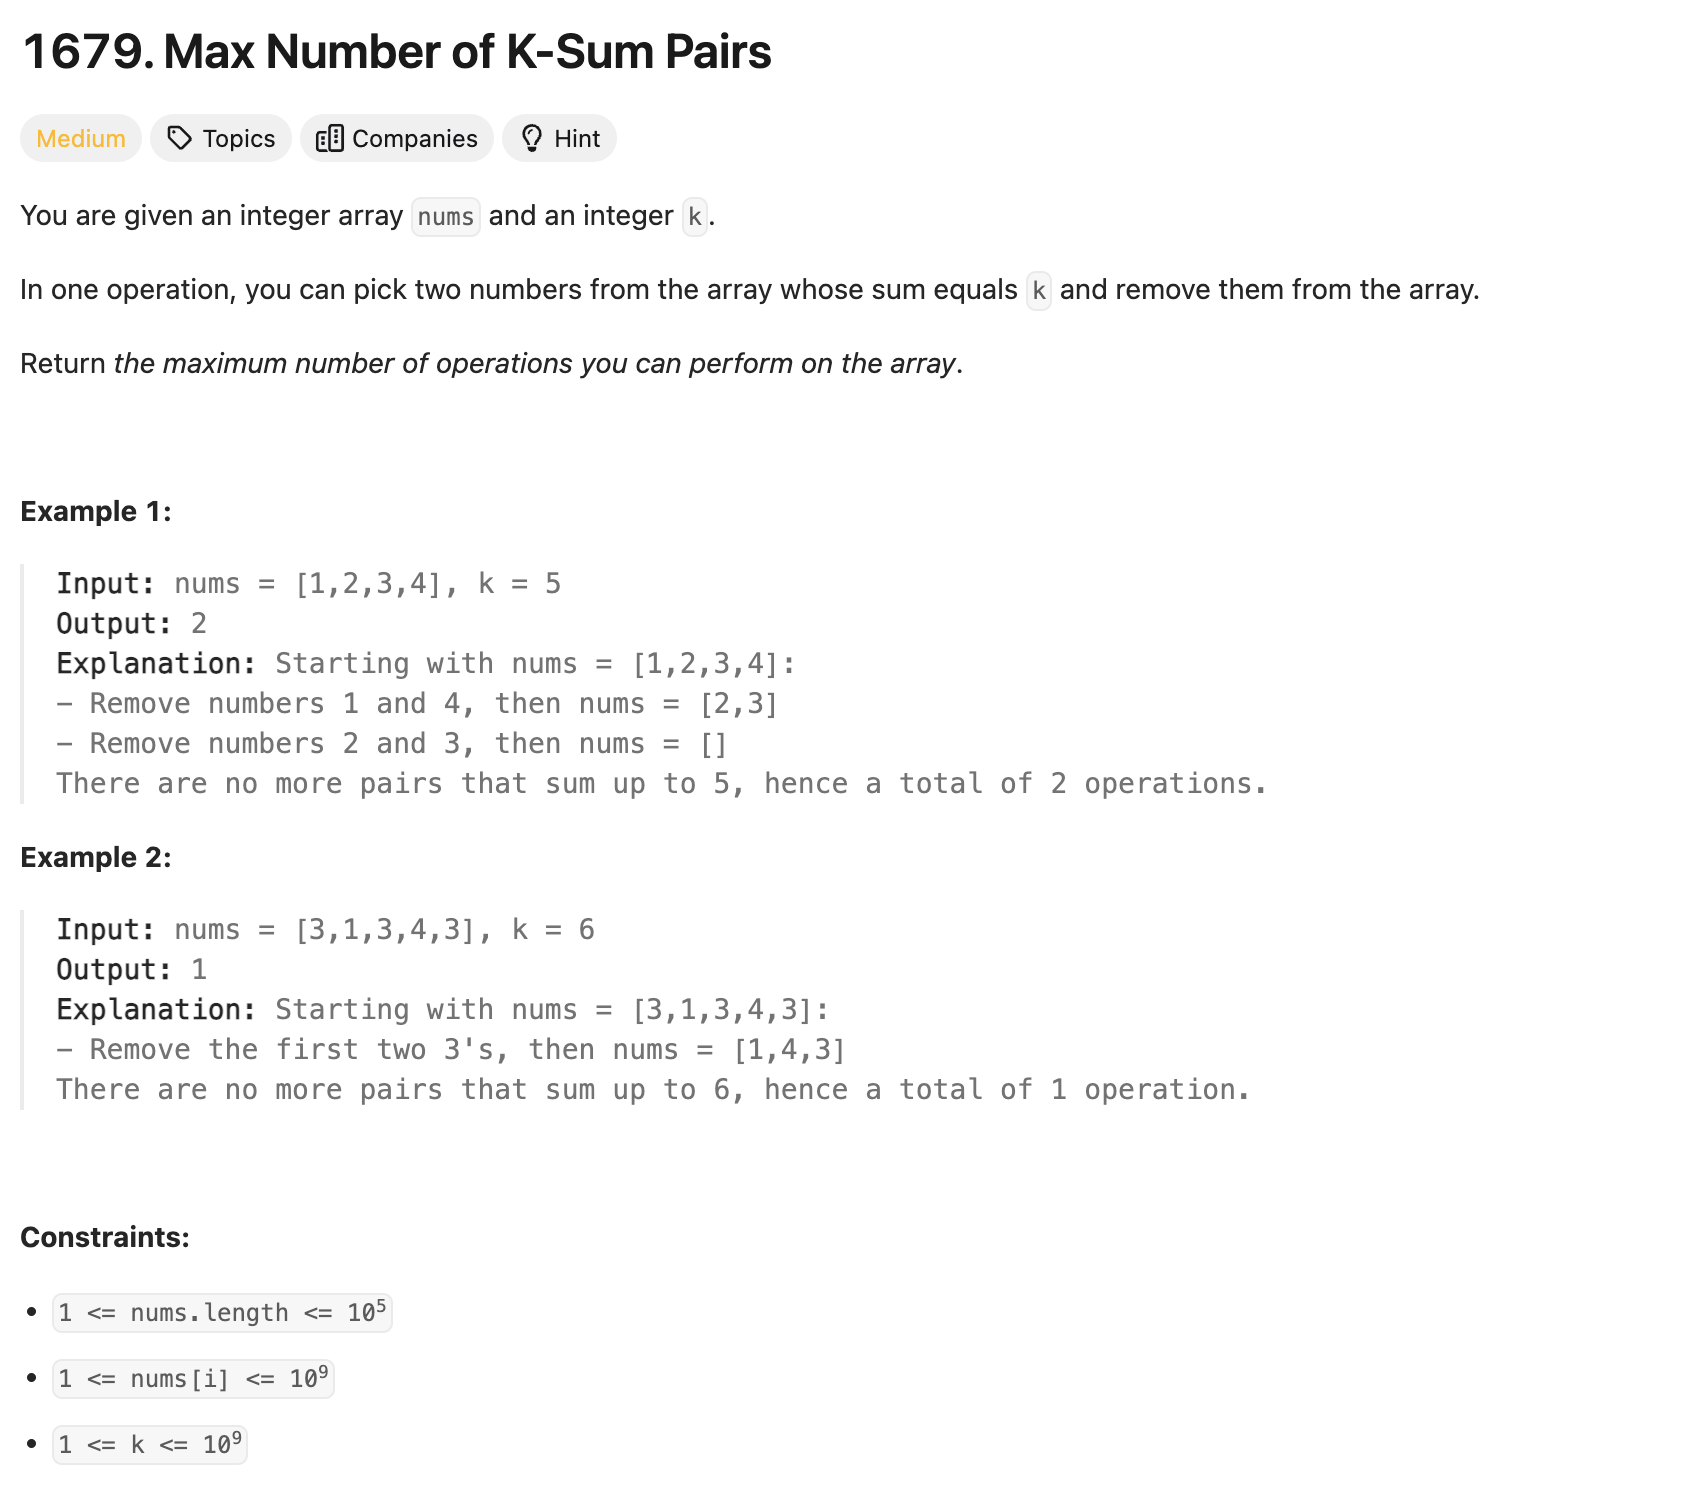 1679. Max Number of K-Sum Pairs
Medium Topics Companies Hint
You are given an integer array nums and an integer k.
In one operation, you can pick two numbers from the array whose sum equals k and remove them from the array.
Return the maximum number of operations you can perform on the array.
Example 1:
Input: nums = [1,2,3,4], k = 5
Output: 2
Explanation: Starting with nums = [1,2,3,4]:
- Remove numbers 1 and 4, then nums = [2,3]
- Remove numbers 2 and 3, then nums = []
There are no more pairs that sum up to 5, hence a total of 2 operations.
Example 2:
Input: nums = [3,1,3,4,3], k = 6
Output: 1
Explanation: Starting with nums = [3,1,3,4,3]:
- Remove the first two 3's, then nums = [1,4,3]
There are no more pairs that sum up to 6, hence a total of 1 operation.
Constraints:
• 1 <= nums.length <= 10⁵
• 1 <= nums[i] <= 10⁹
• 1 <= k <= 10⁹